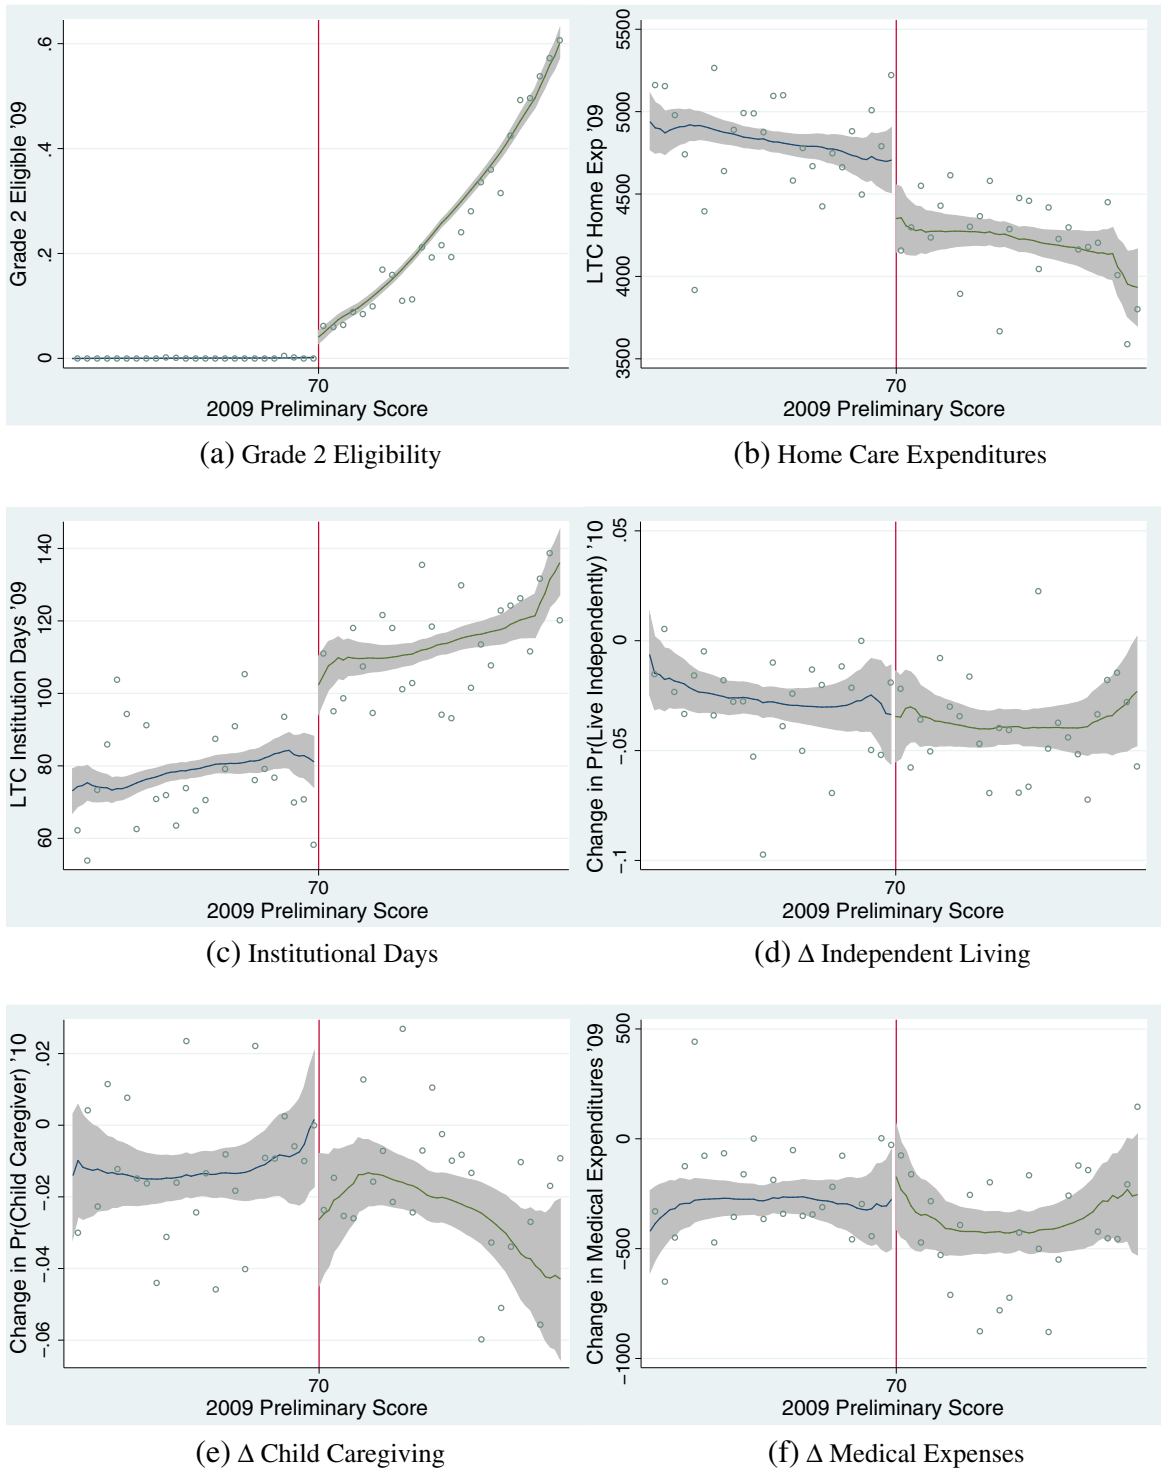 Grade 2 Eligible '09
.6
.4
.2
0
70
2009 Preliminary Score
(a) Grade 2 Eligibility
LTC Home Exp '09
5500
5000
4500
4000
3500
70
2009 Preliminary Score
(b) Home Care Expenditures
LTC Institution Days '09
140
120
100
80
60
70
2009 Preliminary Score
(c) Institutional Days
Change in Pr(Live Independently) '10
.05
0
-.05
-.1
70
2009 Preliminary Score
(d) Δ Independent Living
Change in Pr(Child Caregiver) '10
.02
0
-.02
-.04
-.06
70
2009 Preliminary Score
(e) Δ Child Caregiving
Change in Medical Expenditures '09
500
0
-500
-1000
70
2009 Preliminary Score
(f) Δ Medical Expenses